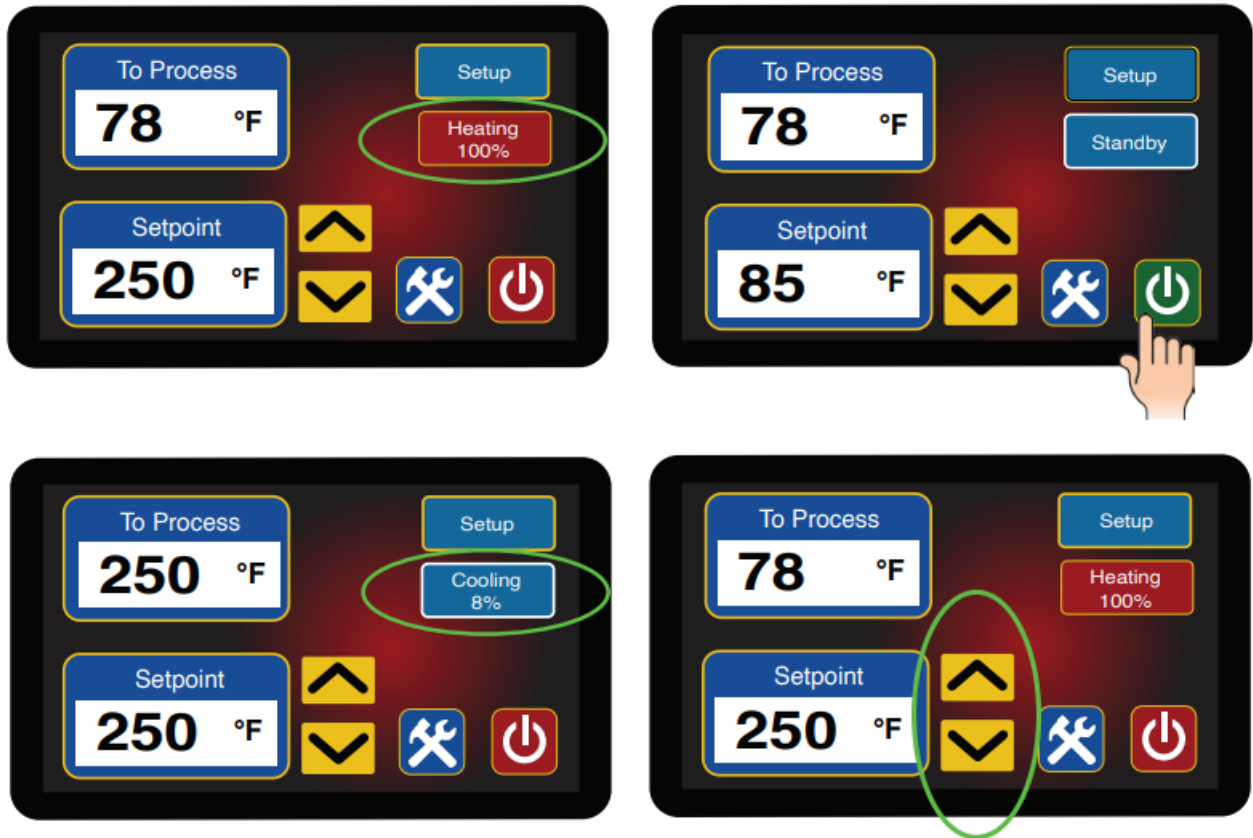 To Process
78 °F
Setup
Heating
100%
Setpoint
250 °F
To Process
78 °F
Setup
Standby
Setpoint
85 °F
To Process
250 °F
Setup
Cooling
8%
Setpoint
250 °F
To Process
78 °F
Setup
Heating
100%
Setpoint
250 °F